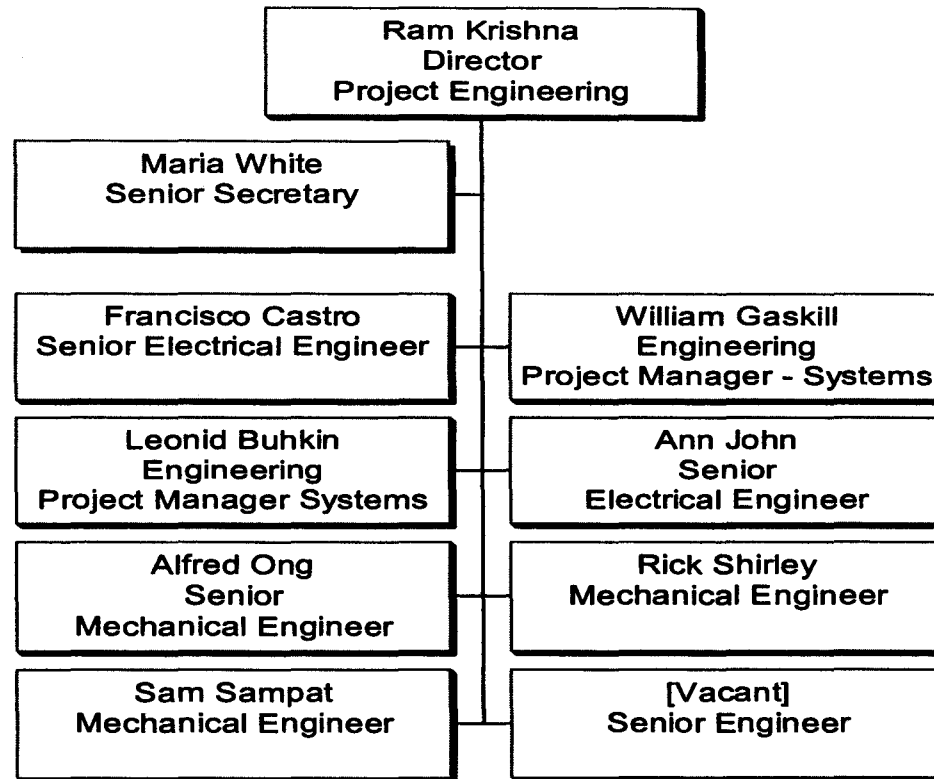 Ram Krishna
Director
Project Engineering
Maria White
Senior Secretary
Francisco Castro
Senior Electrical Engineer
William Gaskill
Engineering
Project Manager - Systems
Leonid Buhkin
Engineering
Project Manager Systems
Ann John
Senior
Electrical Engineer
Alfred Ong
Senior
Mechanical Engineer
Rick Shirley
Mechanical Engineer
Sam Sampat
Mechanical Engineer
[Vacant]
Senior Engineer